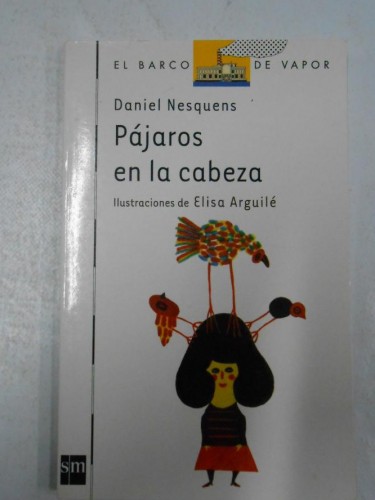 EL BARCO DE VAPOR
Daniel Nesquens
Pájaros
en la cabeza
Ilustraciones de Elisa Arguilé
sm